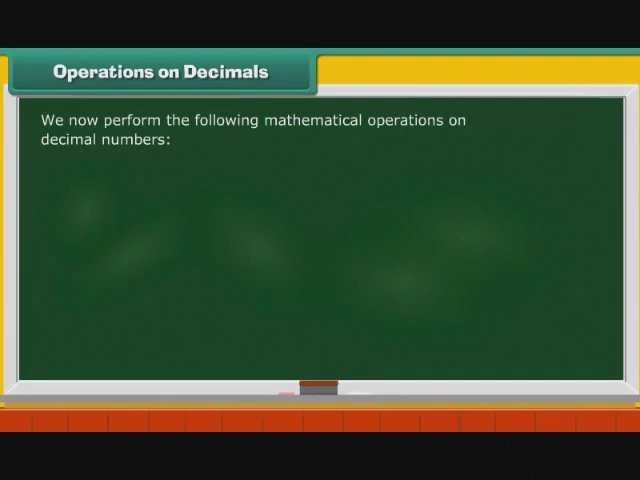 Operations on Decimals
We now perform the following mathematical operations on
decimal numbers: